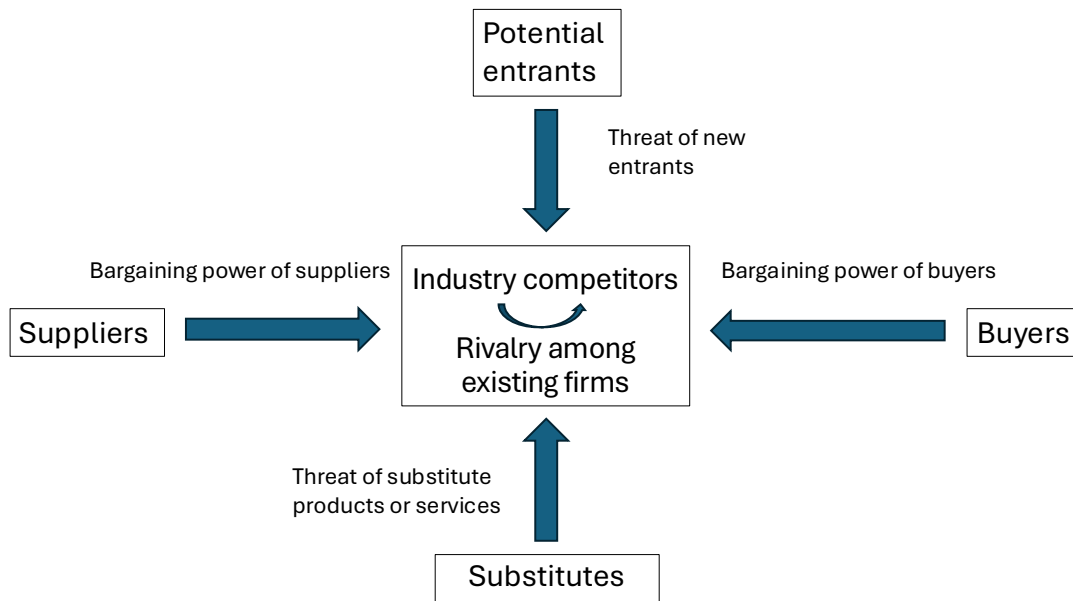 Potential
entrants
Threat of new
entrants
Bargaining power of suppliers
Industry competitors
Bargaining power of buyers
Suppliers
Rivalry among
existing firms
Buyers
Threat of substitute
products or services
Substitutes